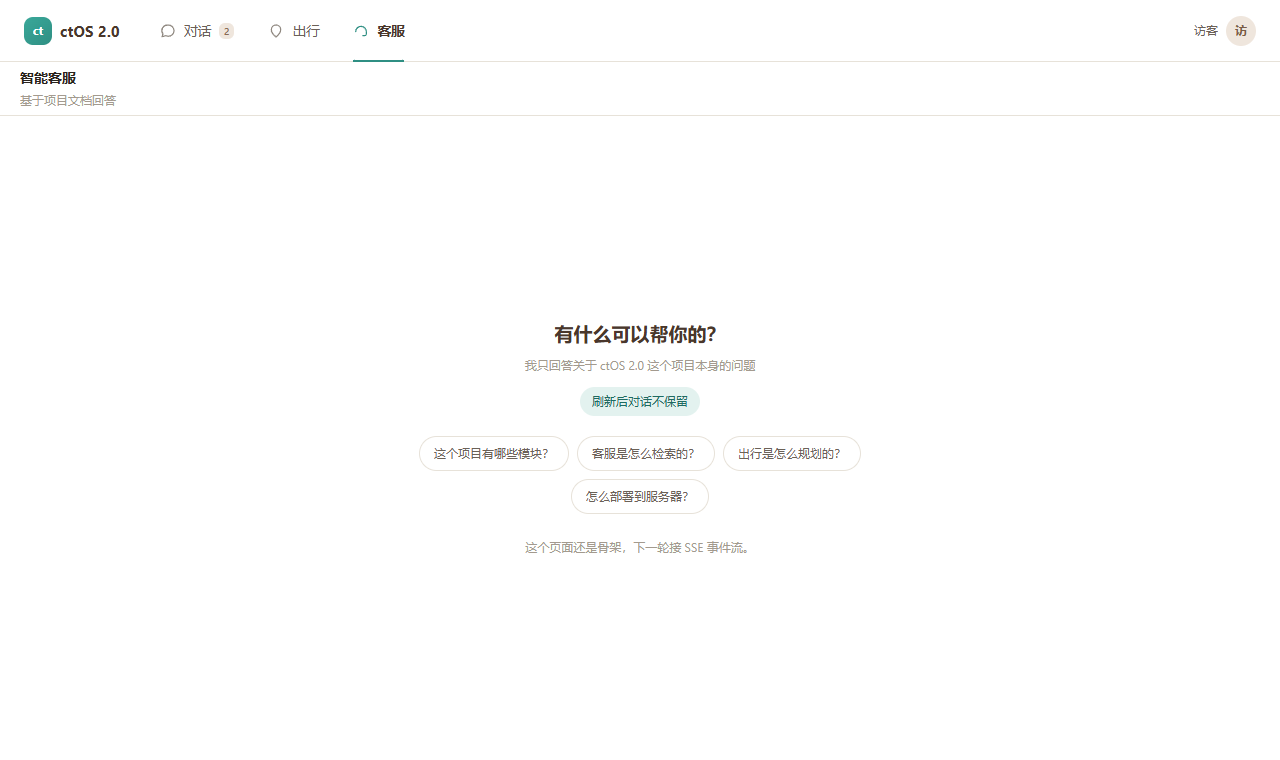 ct ctOS 2.0 对话 2 出行 客服 访客 访
智能客服
基于项目文档回答
有什么可以帮你的?
我只回答关于 ctOS 2.0 这个项目本身的问题
刷新后对话不保留
这个项目有哪些模块? 客服是怎么检索的? 出行是怎么规划的?
怎么部署到服务器?
这个页面还是骨架,下一轮接 SSE 事件流。